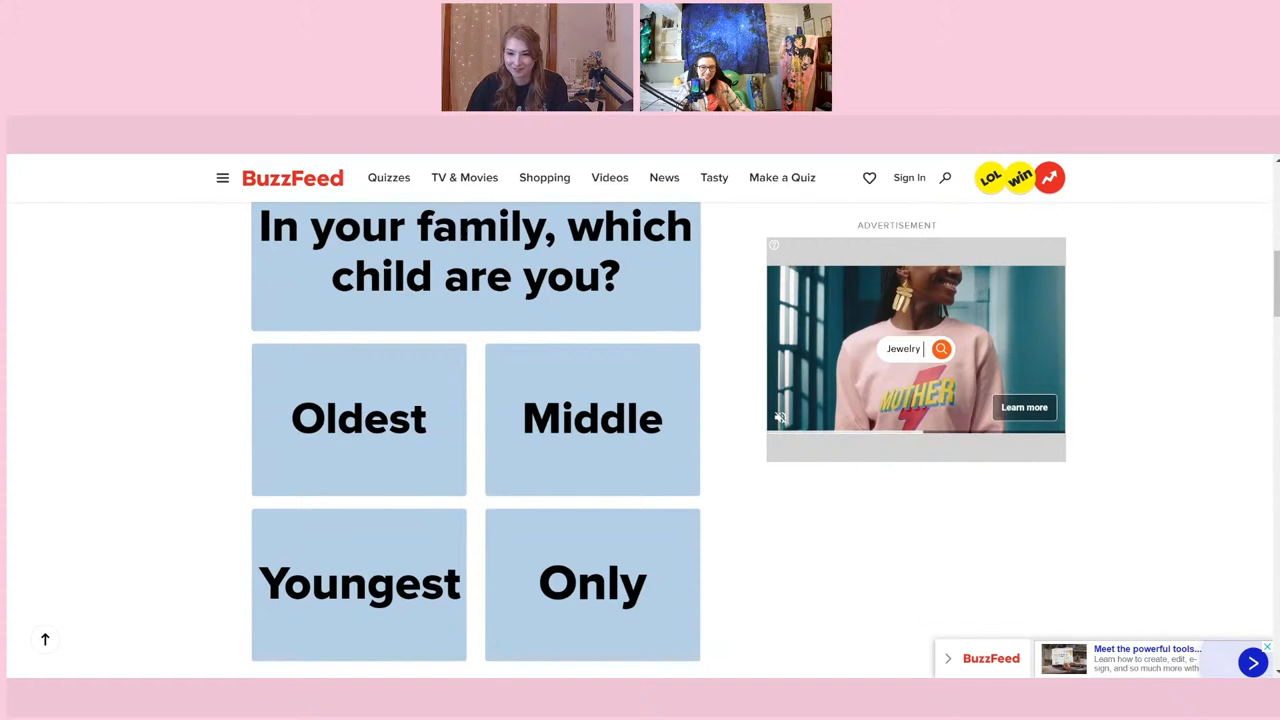 BuzzFeed
Quizzes
TV & Movies
Shopping
Videos
News
Tasty
Make a Quiz
Sign In
LOL
win
In your family, which
child are you?
Oldest
Middle
Youngest
Only
ADVERTISEMENT
Jewelry
MOTHER
Learn more
BuzzFeed
Meet the powerful tools...
Learn how to create, edit, e-
sign, and so much more with